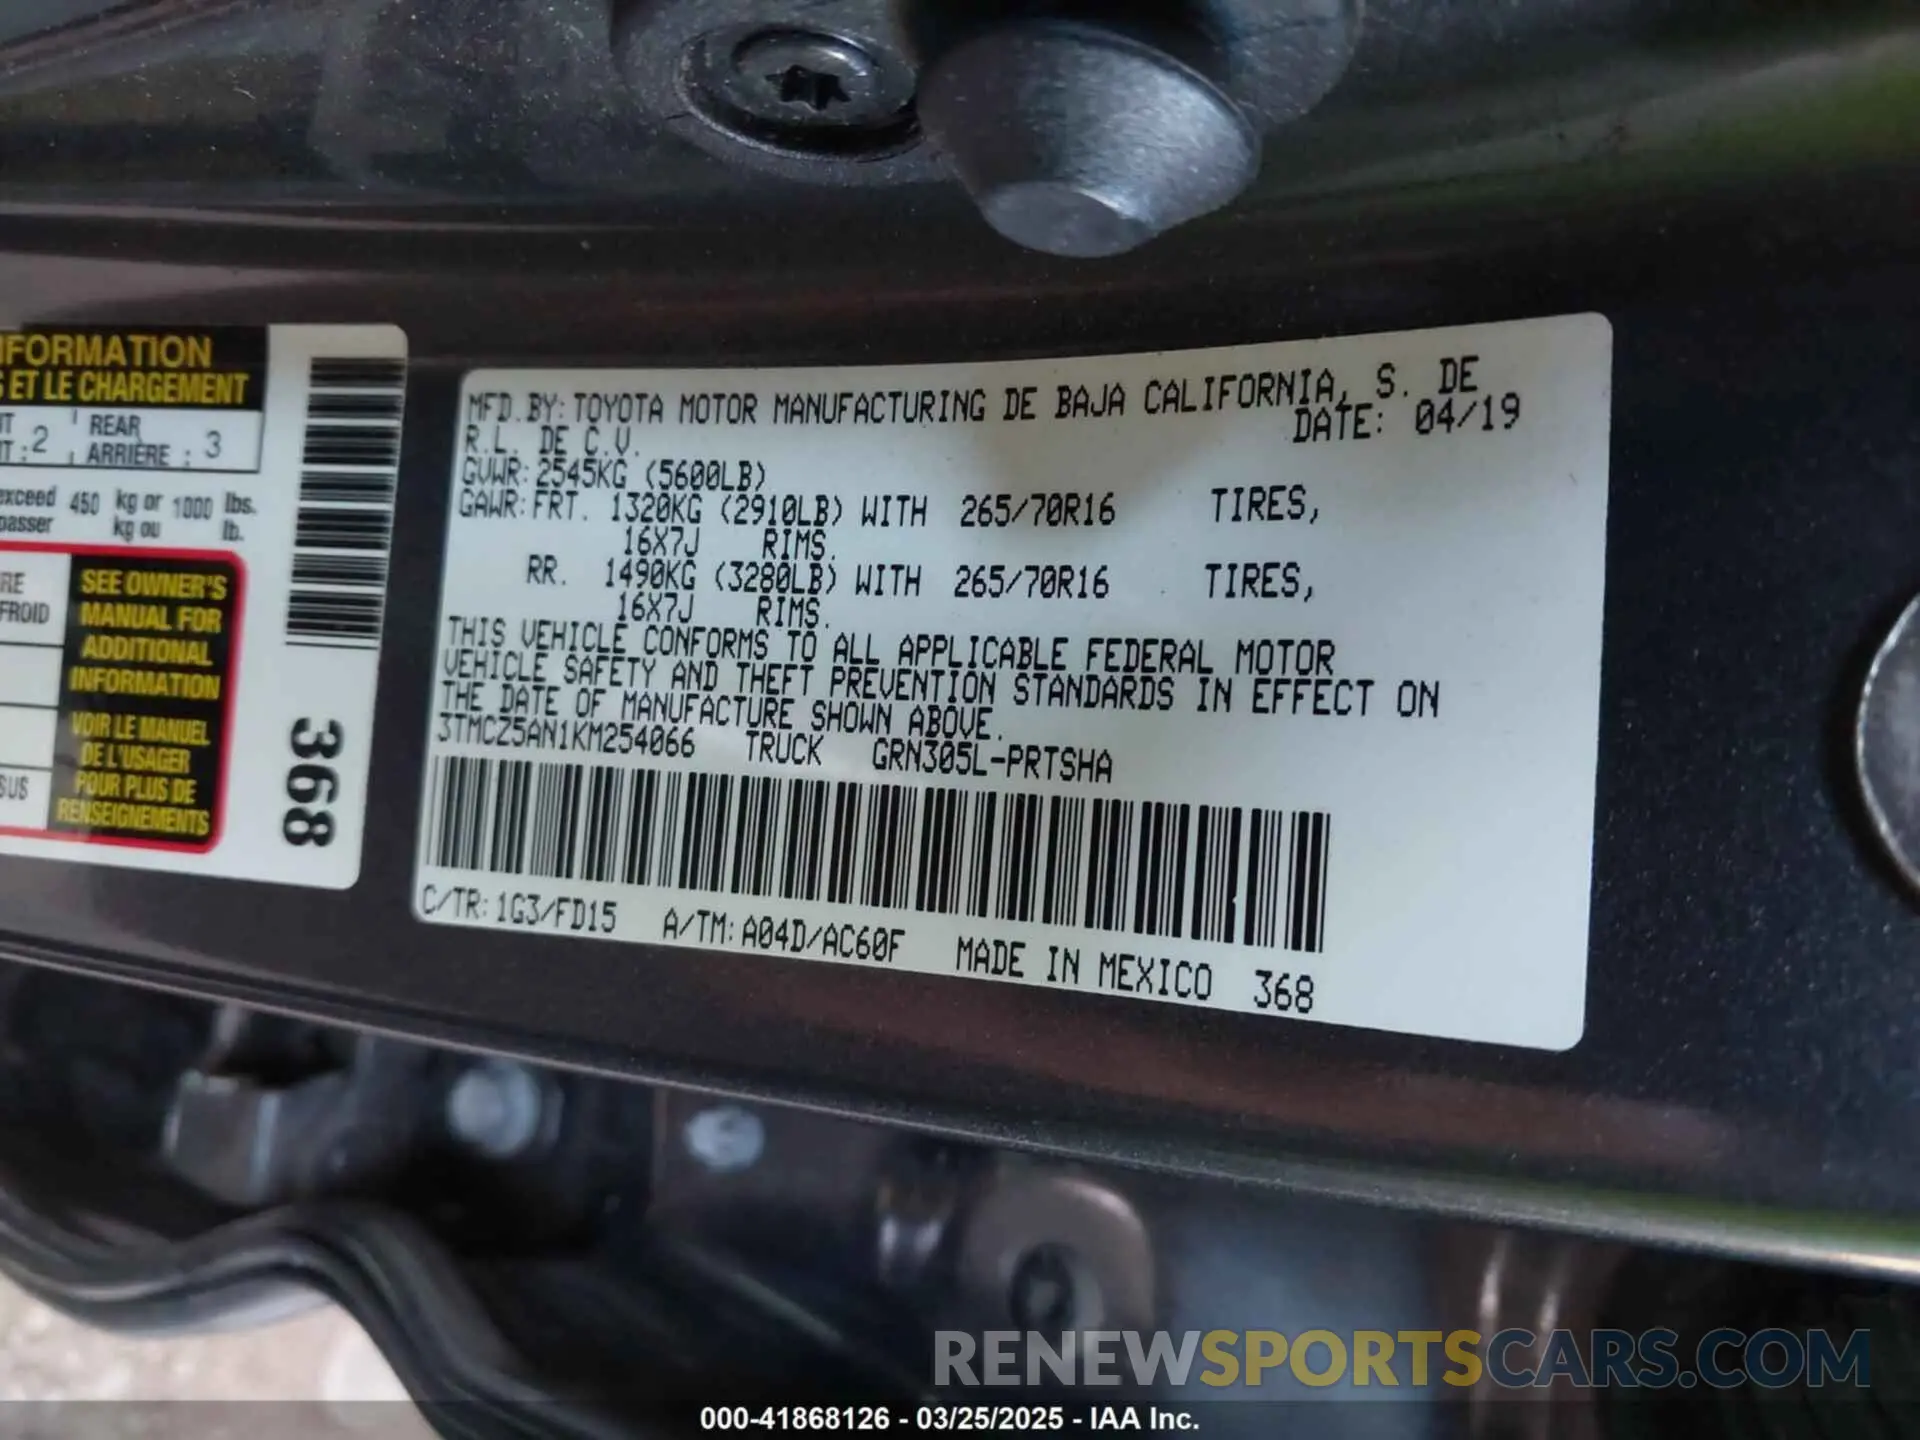 NFORMATION
S ET LE CHARGEMENT
2
REAR
ARRIÈRE : 3
exceed 450 kg or 1000 lbs.
passer kg ou lb.
FROID
SEE OWNER'S
MANUAL FOR
ADDITIONAL
INFORMATION
VOIR LE MANUEL
DE L'USAGER
POUR PLUS DE
RENSEIGNEMENTS
368
MFD. BY: TOYOTA MOTOR MANUFACTURING DE BAJA CALIFORNIA, S. DE
R.L. DE C.V. DATE: 04/19
GVWR: 2545KG (5600LB)
GAWR: FRT. 1320KG (2910LB) WITH 265/70R16 TIRES,
16X7J RIMS.
RR. 1490KG (3280LB) WITH 265/70R16 TIRES,
16X7J RIMS.
THIS VEHICLE CONFORMS TO ALL APPLICABLE FEDERAL MOTOR
VEHICLE SAFETY AND THEFT PREVENTION STANDARDS IN EFFECT ON
THE DATE OF MANUFACTURE SHOWN ABOVE.
3TMCZ5AN1KM254066 TRUCK GRN305L-PRTSHA
C/TR: 1G3/FD15 A/TM: A04D/AC60F MADE IN MEXICO 368
RENEWSPORTSCARS.COM
000-41868126 - 03/25/2025 - IAA Inc.